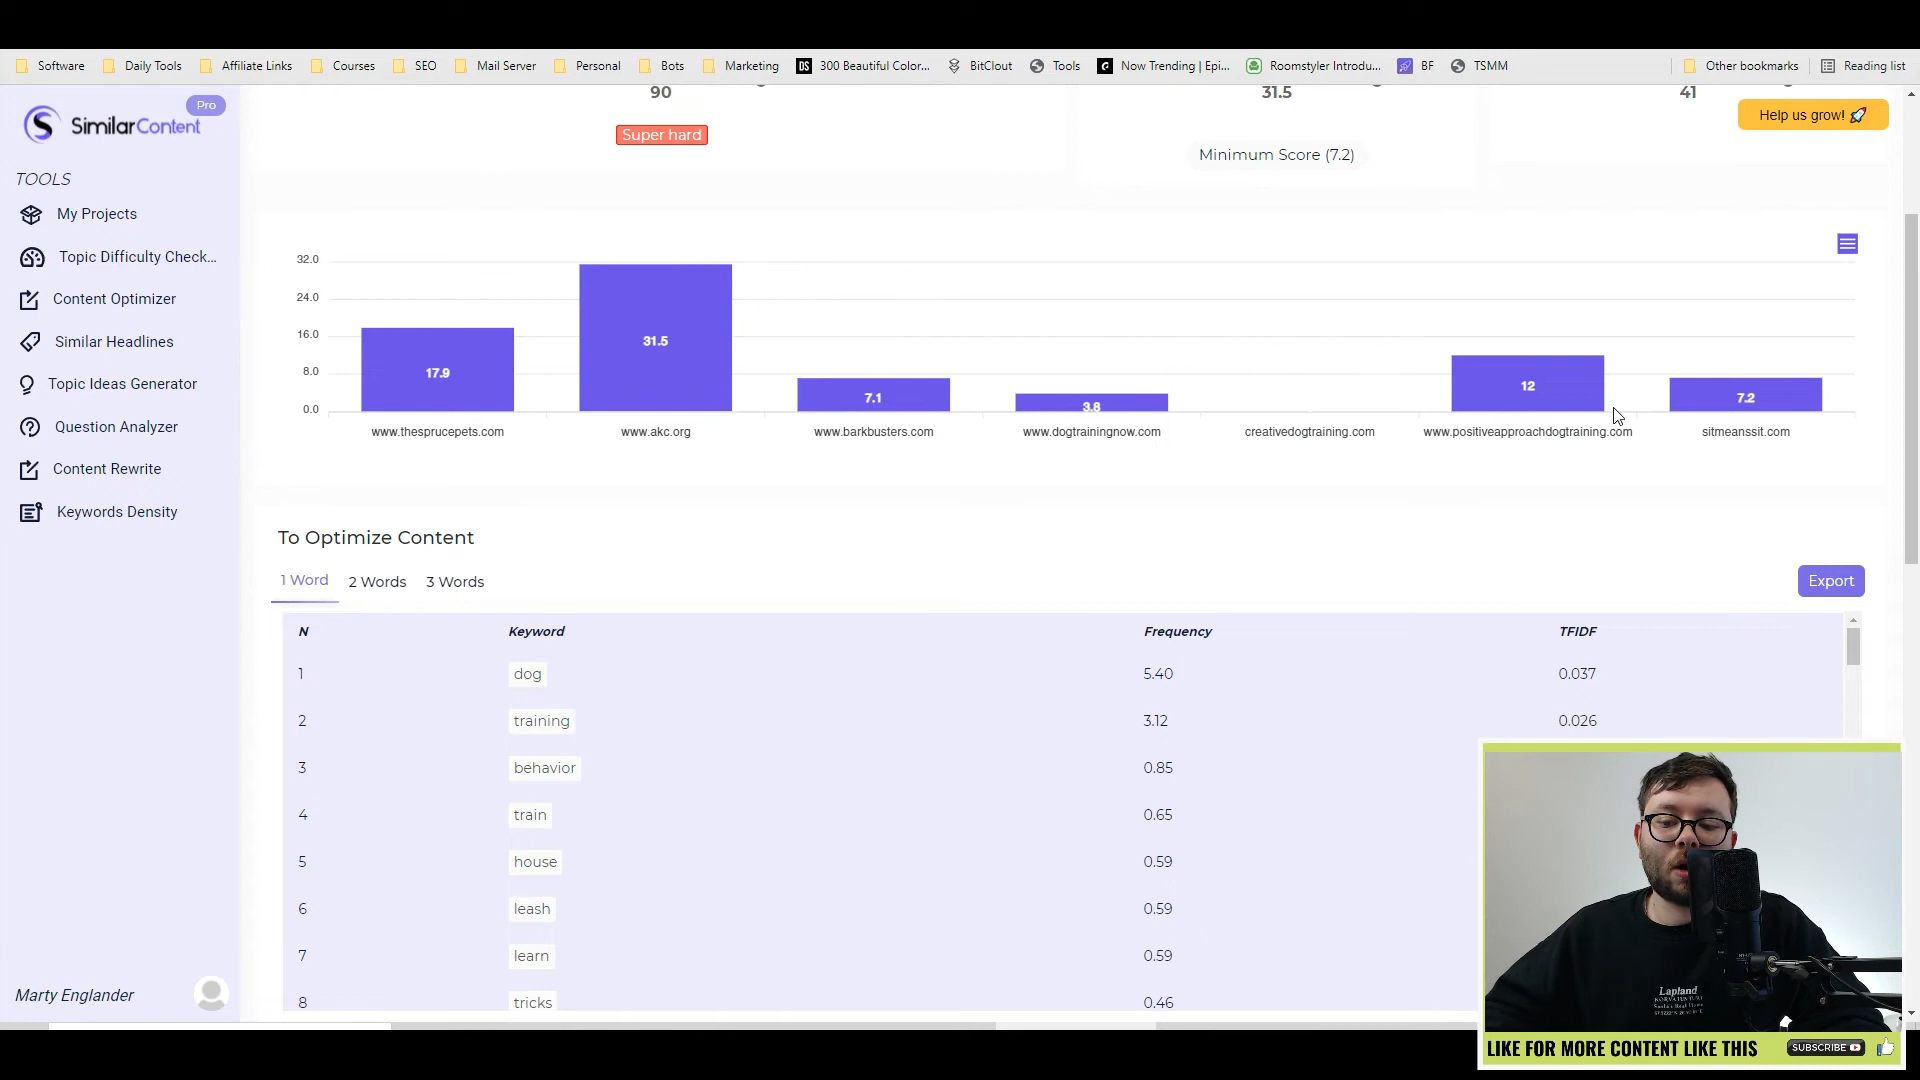 Software Daily Tools Affiliate Links Courses SEO Mail Server Personal Bots Marketing DS 300 Beautiful Color... BitClout Tools Now Trending | Epi... Roomstyler Introdu... BF TSMM Other bookmarks Reading list
Pro
SimilarContent
TOOLS
My Projects
Topic Difficulty Check...
Content Optimizer
Similar Headlines
Topic Ideas Generator
Question Analyzer
Content Rewrite
Keywords Density
Marty Englander
90
Super hard
31.5
Minimum Score (7.2)
41
Help us grow!
32.0
24.0
16.0
8.0
0.0
17.9 31.5 7.1 3.8 12 7.2
www.thesprucepets.com www.akc.org www.barkbusters.com www.dogtrainingnow.com creativedogtraining.com www.positiveapproachdogtraining.com sitmeanssit.com
To Optimize Content
1 Word 2 Words 3 Words Export
N Keyword Frequency TFIDF
1 dog 5.40 0.037
2 training 3.12 0.026
3 behavior 0.85
4 train 0.65
5 house 0.59
6 leash 0.59
7 learn 0.59
8 tricks 0.46
Lapland
LIKE FOR MORE CONTENT LIKE THIS SUBSCRIBE